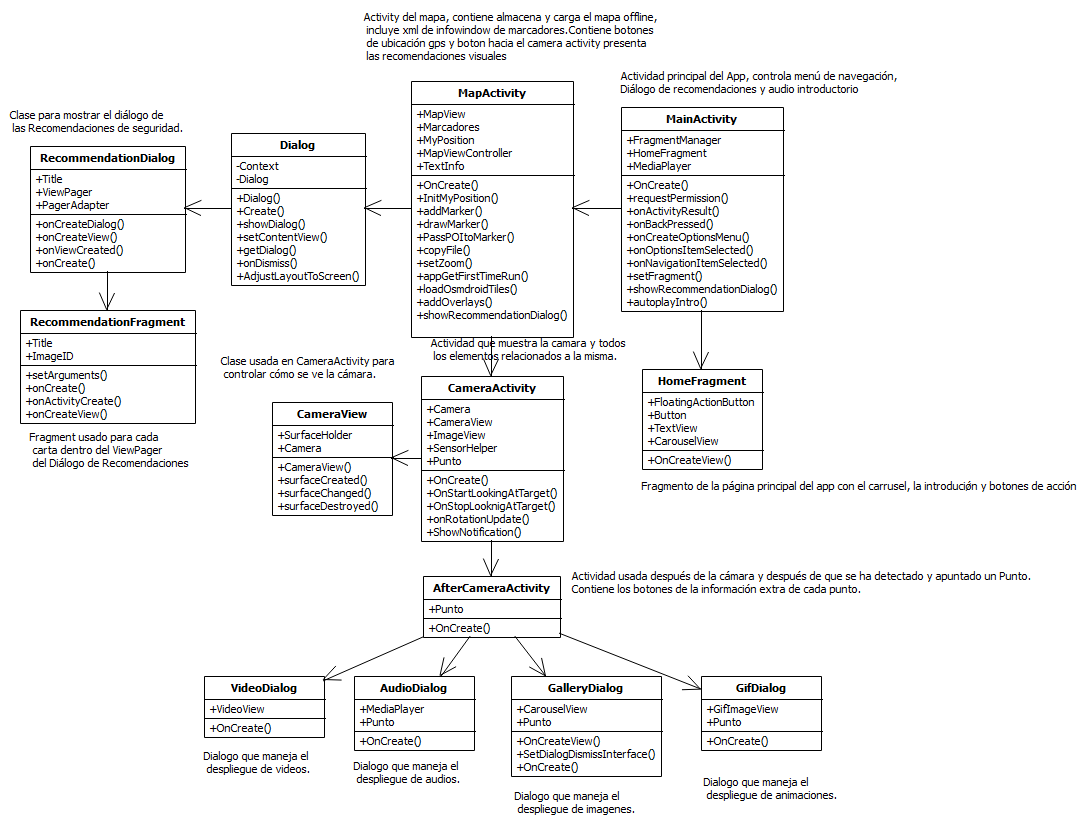 Activity del mapa, contiene almacena y carga el mapa offline,
incluye xml de infowindow de marcadores.Contiene botones
de ubicación gps y boton hacia el camera activity presenta
las recomendaciones visuales
Actividad principal del App, controla menú de navegación,
Diálogo de recomendaciones y audio introductorio
Clase para mostrar el diálogo de
las Recomendaciones de seguridad.
RecommendationDialog
+Title
+ViewPager
+PagerAdapter
+onCreateDialog()
+onCreateView()
+onViewCreated()
+onCreate()
Dialog
-Context
-Dialog
+Dialog()
+Create()
+showDialog()
+setContentView()
+getDialog()
+onDismiss()
+AdjustLayoutToScreen()
MapActivity
+MapView
+Marcadores
+MyPosition
+MapViewController
+TextInfo
+OnCreate()
+InitMyPosition()
+addMarker()
+drawMarker()
+PassPOItoMarker()
+copyFile()
+setZoom()
+appGetFirstTimeRun()
+loadOsmdroidTiles()
+addOverlays()
+showRecommendationDialog()
MainActivity
+FragmentManager
+HomeFragment
+MediaPlayer
+OnCreate()
+requestPermission()
+onActivityResult()
+onBackPressed()
+onCreateOptionsMenu()
+onOptionsItemSelected()
+onNavigationItemSelected()
+setFragment()
+showRecommendationDialog()
+autoplayIntro()
RecommendationFragment
+Title
+ImageID
+setArguments()
+onCreate()
+onActivityCreate()
+onCreateView()
Fragment usado para cada
carta dentro del ViewPager
del Diálogo de Recomendaciones
Clase usada en CameraActivity para
controlar cómo se ve la cámara.
CameraView
+SurfaceHolder
+Camera
+CameraView()
+surfaceCreated()
+surfaceChanged()
+surfaceDestroyed()
Actividad que muestra la camara y todos
los elementos relacionados a la misma.
CameraActivity
+Camera
+CameraView
+ImageView
+SensorHelper
+Punto
+OnCreate()
+OnStartLookingAtTarget()
+OnStopLooknigAtTarget()
+onRotationUpdate()
+ShowNotification()
HomeFragment
+FloatingActionButton
+Button
+TextView
+CarouselView
+OnCreateView()
Fragmento de la página principal del app con el carrusel, la introdución y botones de acción
AfterCameraActivity
+Punto
+OnCreate()
Actividad usada después de la cámara y después de que se ha detectado y apuntado un Punto.
Contiene los botones de la información extra de cada punto.
VideoDialog
+VideoView
+OnCreate()
Dialogo que maneja el
despliegue de videos.
AudioDialog
+MediaPlayer
+Punto
+OnCreate()
Dialogo que maneja el
despliegue de audios.
GalleryDialog
+CarouselView
+Punto
+OnCreateView()
+SetDialogDismissInterface()
+OnCreate()
Dialogo que maneja el
despliegue de imagenes.
GifDialog
+GifImageView
+Punto
+OnCreate()
Dialogo que maneja el
despliegue de animaciones.